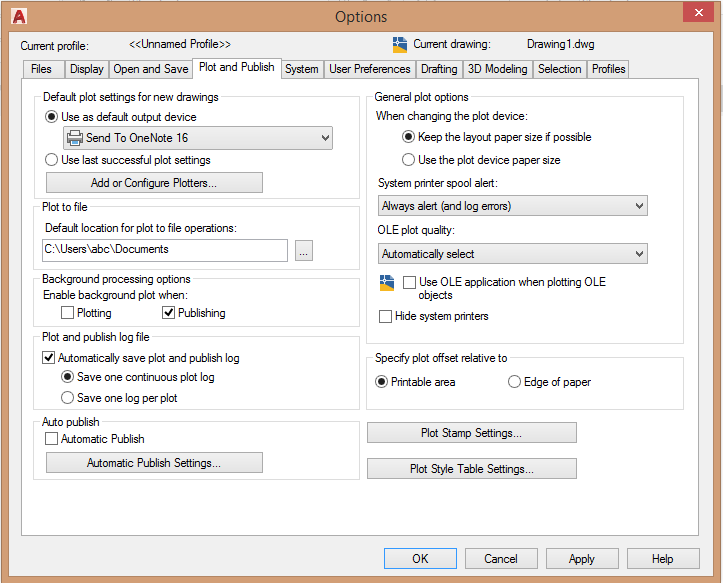 A
Options
Current profile:
<<Unnamed Profile>>
Current drawing:
Drawing1.dwg
Files
Display
Open and Save
Plot and Publish
System
User Preferences
Drafting
3D Modeling
Selection
Profiles
Default plot settings for new drawings
Use as default output device
Send To OneNote 16
Use last successful plot settings
Add or Configure Plotters...
Plot to file
Default location for plot to file operations:
C:\Users\abc\Documents
...
Background processing options
Enable background plot when:
Plotting
Publishing
Plot and publish log file
Automatically save plot and publish log
Save one continuous plot log
Save one log per plot
Auto publish
Automatic Publish
Automatic Publish Settings...
General plot options
When changing the plot device:
Keep the layout paper size if possible
Use the plot device paper size
System printer spool alert:
Always alert (and log errors)
OLE plot quality:
Automatically select
Use OLE application when plotting OLE
objects
Hide system printers
Specify plot offset relative to
Printable area
Edge of paper
Plot Stamp Settings...
Plot Style Table Settings...
OK
Cancel
Apply
Help